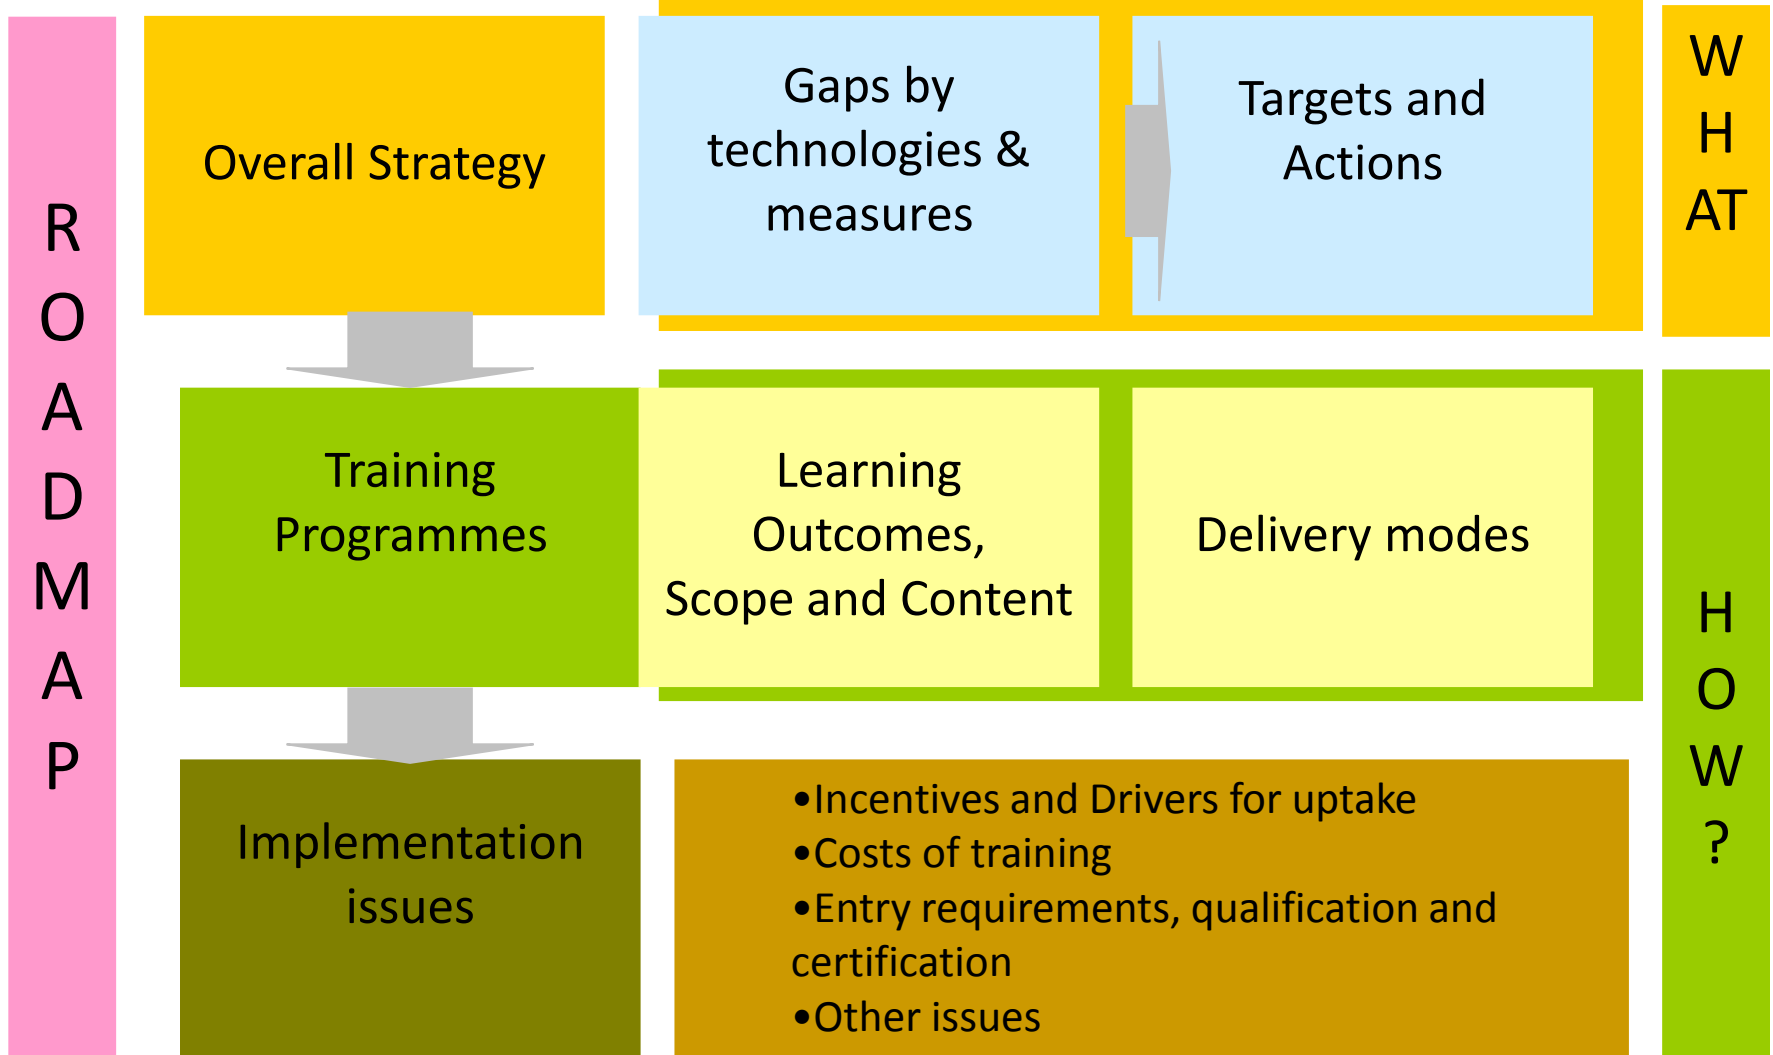 R
O
A
D
M
A
P
Overall Strategy
Gaps by
technologies &
measures
Targets and
Actions
W
H
AT
Training
Programmes
Learning
Outcomes,
Scope and Content
Delivery modes
H
O
W
?
Implementation
issues
•Incentives and Drivers for uptake
•Costs of training
•Entry requirements, qualification and
certification
•Other issues